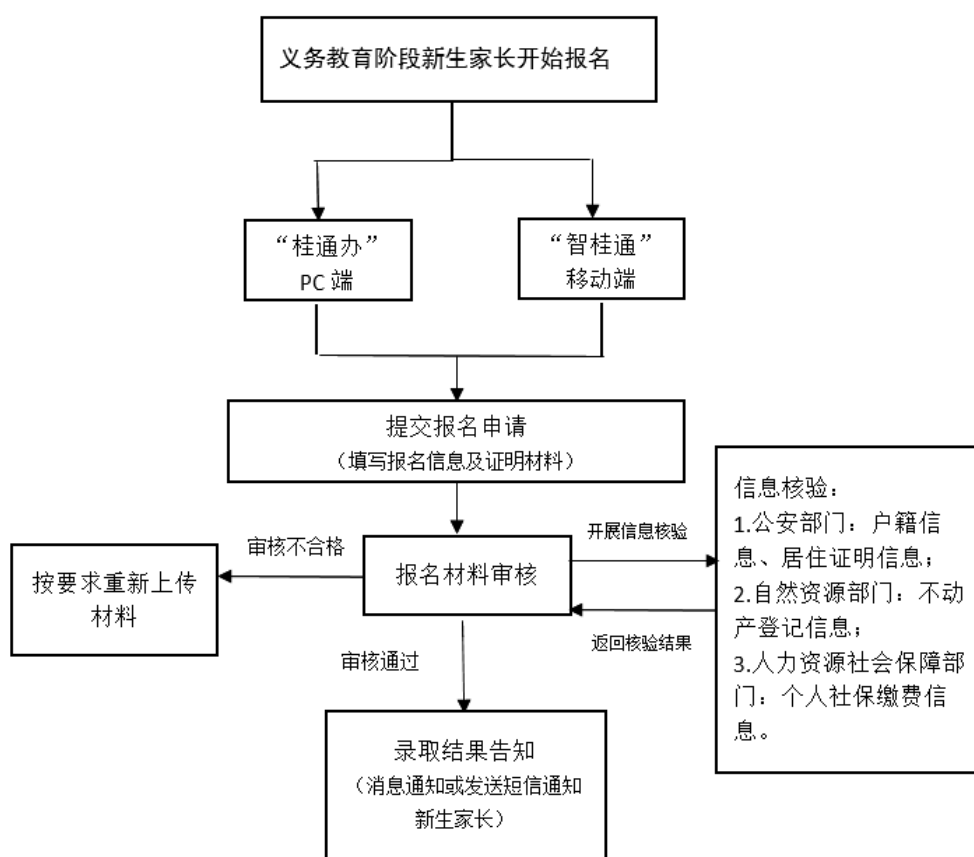 义务教育阶段新生家长开始报名
“桂通办”
PC 端
“智桂通”
移动端
提交报名申请
（填写报名信息及证明材料）
审核不合格
报名材料审核
开展信息核验
返回核验结果
按要求重新上传
材料
信息核验：
1.公安部门：户籍信
息、居住证明信息；
2.自然资源部门：不动
产登记信息；
3.人力资源社会保障部
门：个人社保缴费信
息。
审核通过
录取结果告知
（消息通知或发送短信通知
新生家长）